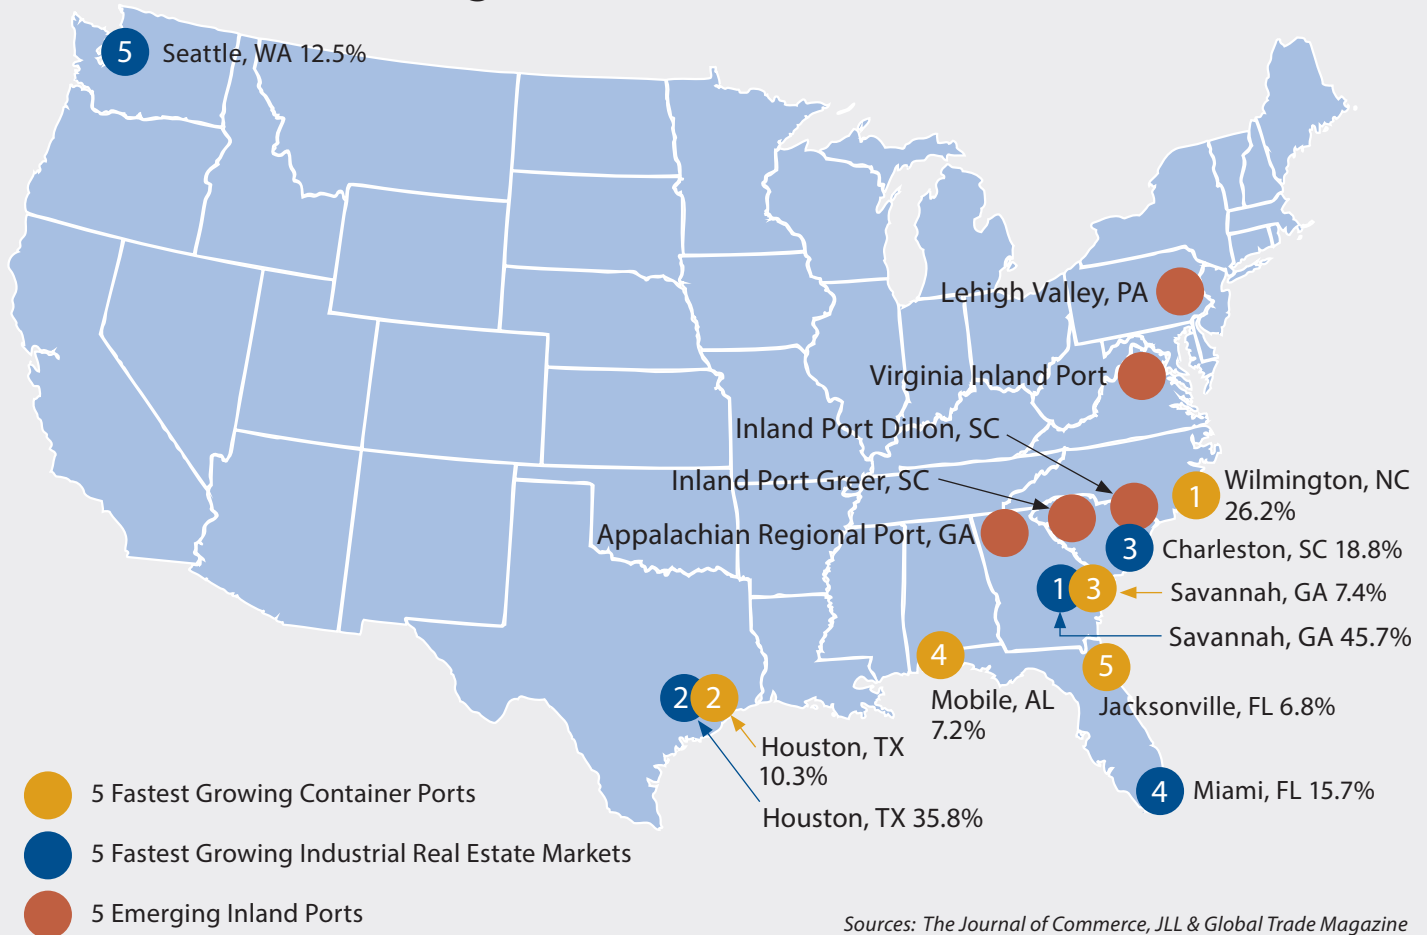 5
Seattle, WA 12.5%
Lehigh Valley, PA
Virginia Inland Port
Inland Port Dillon, SC
Inland Port Greer, SC
1
Wilmington, NC
26.2%
Appalachian Regional Port, GA
3
Charleston, SC 18.8%
1
3
Savannah, GA 7.4%
Savannah, GA 45.7%
4
Mobile, AL
7.2%
5
Jacksonville, FL 6.8%
2
2
Houston, TX
10.3%
Houston, TX 35.8%
4
Miami, FL 15.7%
5 Fastest Growing Container Ports
5 Fastest Growing Industrial Real Estate Markets
5 Emerging Inland Ports
Sources: The Journal of Commerce, JLL & Global Trade Magazine